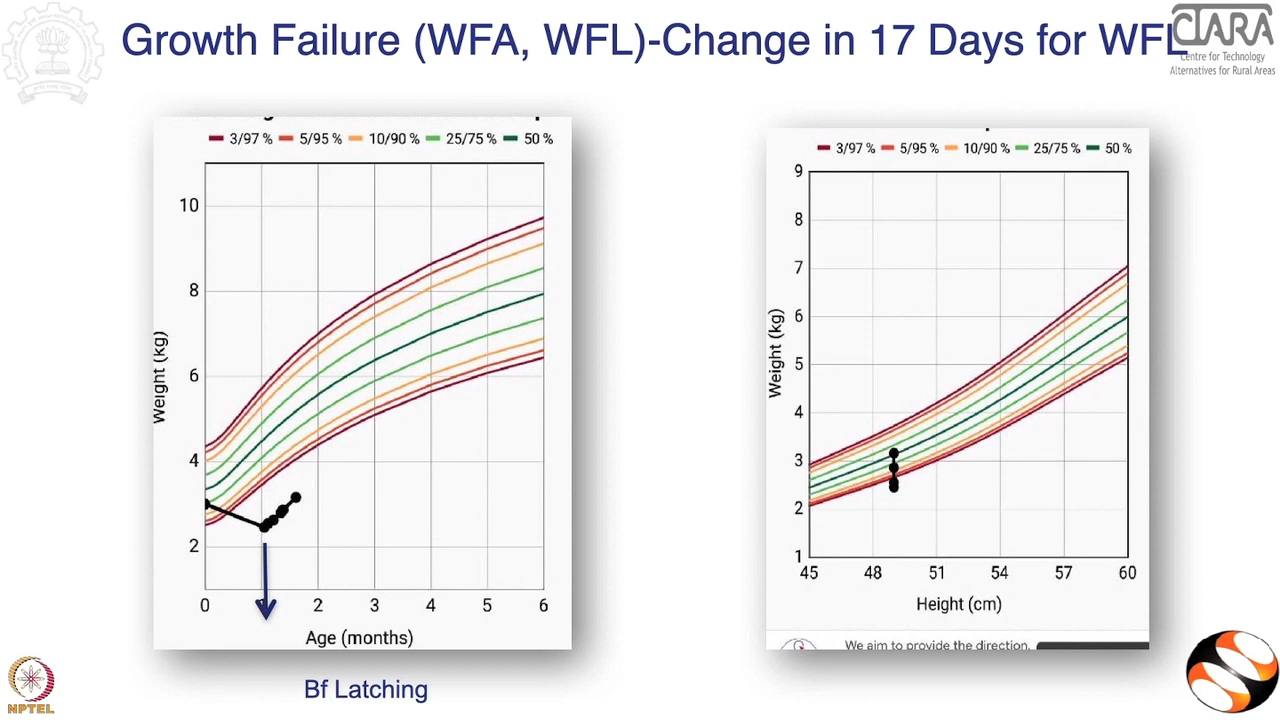 Growth Failure (WFA, WFL)-Change in 17 Days for WFL
CTARA
Centre for Technology
Alternatives for Rural Areas
3/97 % 5/95 % 10/90 % 25/75 % 50 %
10
8
6
4
2
Weight (kg)
0 2 3 4 5 6
Age (months)
Bf Latching
3/97 % 5/95 % 10/90 % 25/75 % 50 %
9
8
7
6
5
4
3
2
1
Weight (kg)
45 48 51 54 57 60
Height (cm)
We aim to provide the direction.
NPTEL